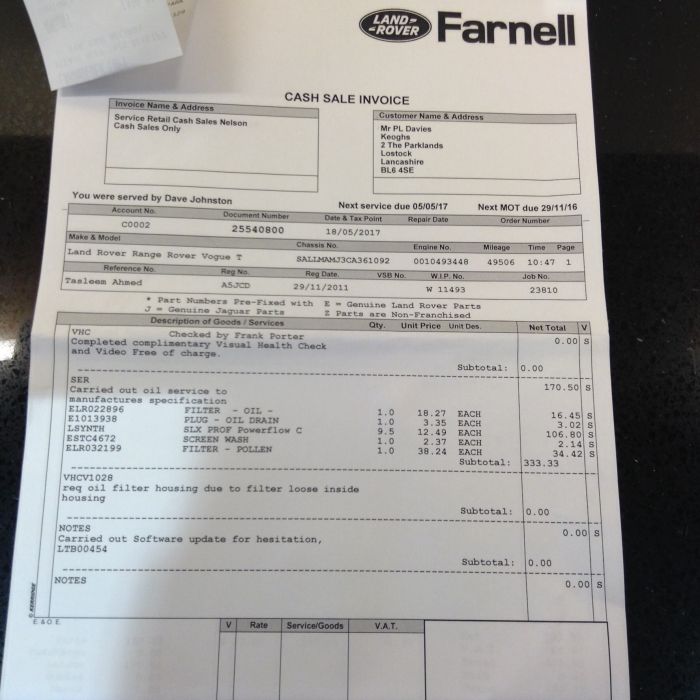 LAND-
-ROVER
Farnell
CASH SALE INVOICE
Invoice Name & Address
Service Retail Cash Sales Nelson
Cash Sales Only
Customer Name & Address
Mr PL Davies
Keoghs
2 The Parklands
Lostock
Lancashire
BL6 4SE
You were served by Dave Johnston
Next service due 05/05/17 Next MOT due 29/11/16
Account No. Document Number Date & Tax Point Repair Date Order Number
C0002 25540800 18/05/2017
Make & Model Chassis No. Engine No. Mileage Time Page
Land Rover Range Rover Vogue T SALLMAMJ3CA361092 0010493448 49506 10:47 1
Reference No. Reg No. Reg Date. VSB No. W.I.P. No. Job No.
Tasleem Ahmed A5JCD 29/11/2011 W 11493 23810
* Part Numbers Pre-Fixed with E = Genuine Land Rover Parts
J = Genuine Jaguar Parts Z Parts are Non-Franchised
Description of Goods / Services Qty. Unit Price Unit Des. Net Total V
VHC Checked by Frank Porter 0.00 S
Completed complimentary Visual Health Check
and Video Free of charge.
Subtotal: 0.00
SER 170.50 S
Carried out oil service to
manufactures specification
ELR022896 FILTER - OIL - 1.0 18.27 EACH 16.45 S
E1013938 PLUG - OIL DRAIN 1.0 3.35 EACH 3.02 S
LSYNTH SLX PROF Powerflow C 9.5 12.49 EACH 106.80 S
ESTC4672 SCREEN WASH 1.0 2.37 EACH 2.14 S
ELR032199 FILTER - POLLEN 1.0 38.24 EACH 34.42 S
Subtotal: 333.33
VHCV1028
req oil filter housing due to filter loose inside
housing
Subtotal: 0.00
NOTES 0.00 S
Carried out Software update for hesitation,
LTB00454
Subtotal: 0.00
NOTES 0.00 S
© KERRIDGE
E & O E
V Rate Service/Goods V.A.T.